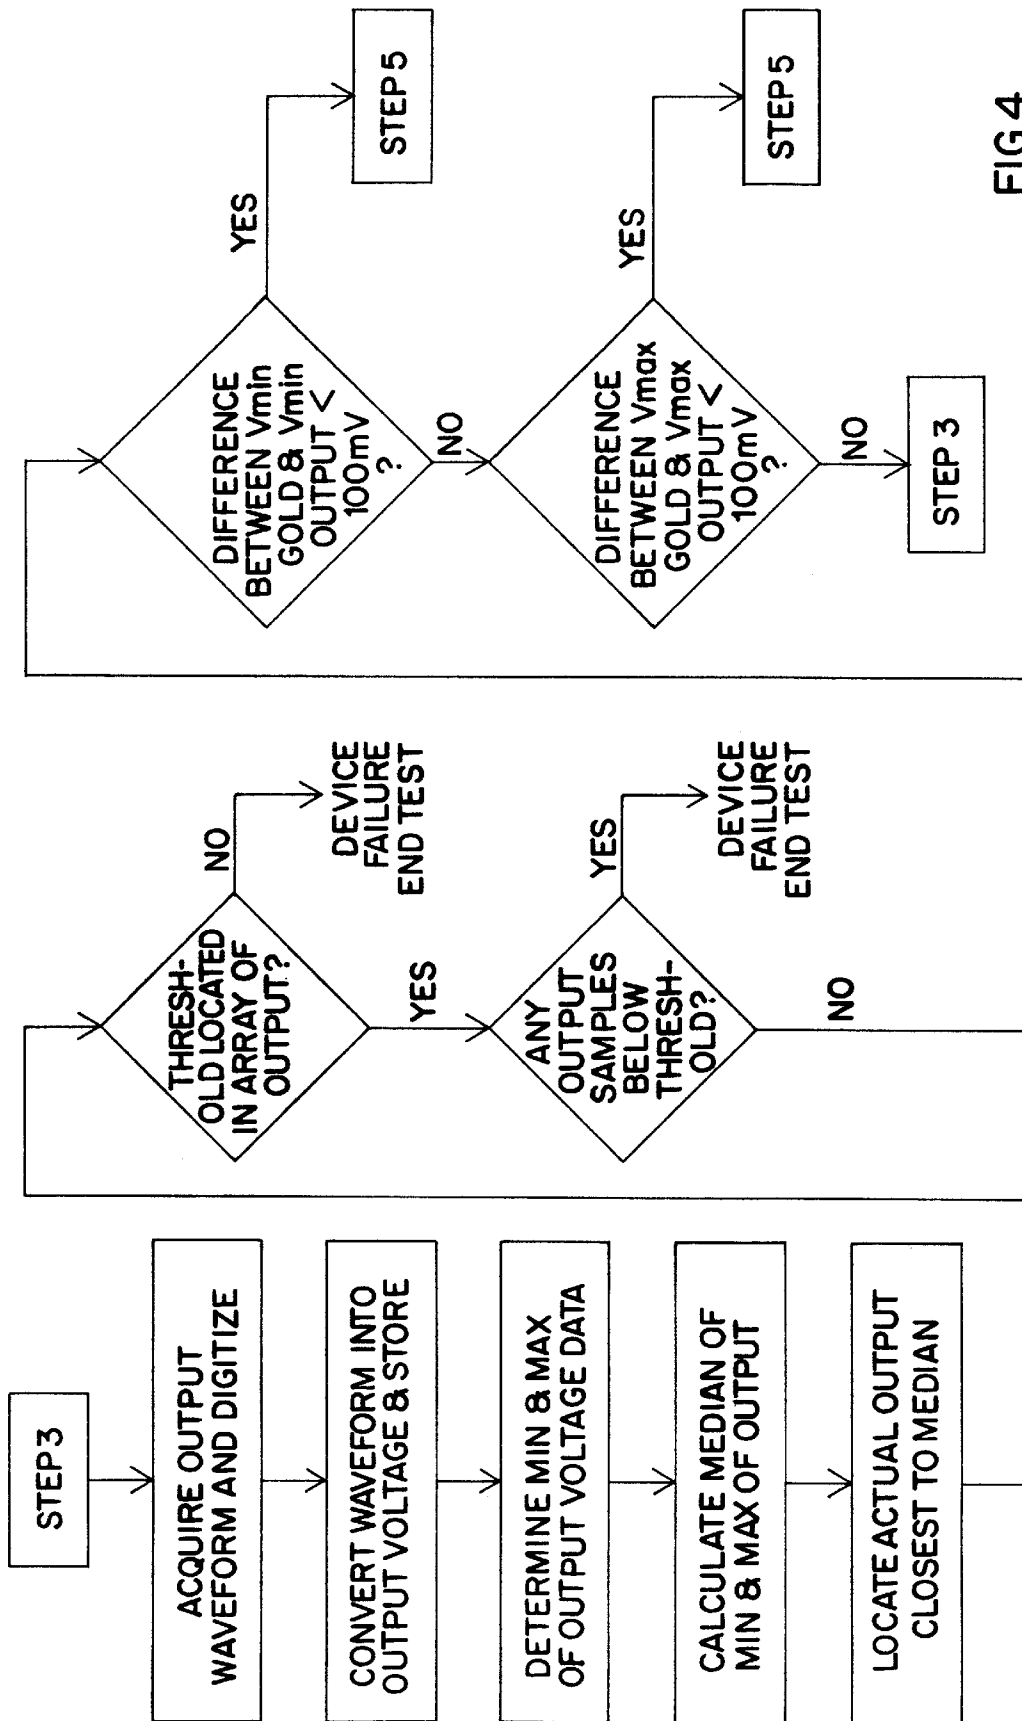 STEP 3
ACQUIRE OUTPUT
WAVEFORM AND DIGITIZE
CONVERT WAVEFORM INTO
OUTPUT VOLTAGE & STORE
DETERMINE MIN & MAX
OF OUTPUT VOLTAGE DATA
CALCULATE MEDIAN OF
MIN & MAX OF OUTPUT
LOCATE ACTUAL OUTPUT
CLOSEST TO MEDIAN
THRESH-
OLD LOCATED
IN ARRAY OF
OUTPUT?
NO
DEVICE
FAILURE
END TEST
YES
ANY
OUTPUT
SAMPLES
BELOW
THRESH-
OLD?
YES
DEVICE
FAILURE
END TEST
NO
DIFFERENCE
BETWEEN Vmin
GOLD & Vmin
OUTPUT <
100mV
?
YES
STEP 5
NO
DIFFERENCE
BETWEEN Vmax
GOLD & Vmax
OUTPUT <
100mV
?
YES
STEP 5
NO
STEP 3
FIG 4